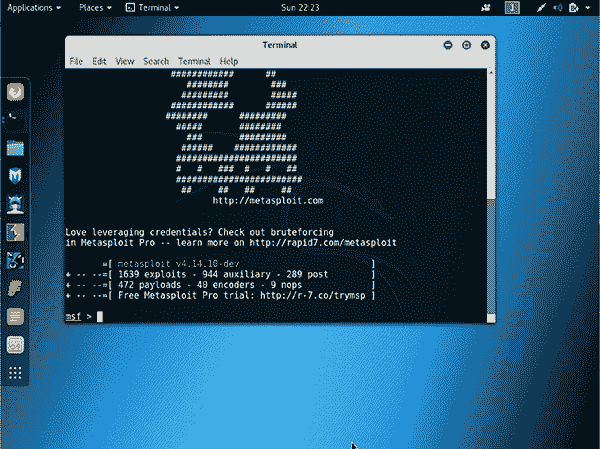 Applications Places Terminal Sun 22:23 1
Terminal
File Edit View Search Terminal Help
############ ##
######## ###
######### #####
############ ######
######## #########
##### ########
### #########
###### ############
#######################
# # ### # # ##
########################
## ## ## ##
http://metasploit.com
Love leveraging credentials? Check out bruteforcing
in Metasploit Pro -- learn more on http://rapid7.com/metasploit
=[ metasploit v4.14.10-dev ]
+ -- --=[ 1639 exploits - 944 auxiliary - 289 post ]
+ -- --=[ 472 payloads - 40 encoders - 9 nops ]
+ -- --=[ Free Metasploit Pro trial: http://r-7.co/trymsp ]
msf >